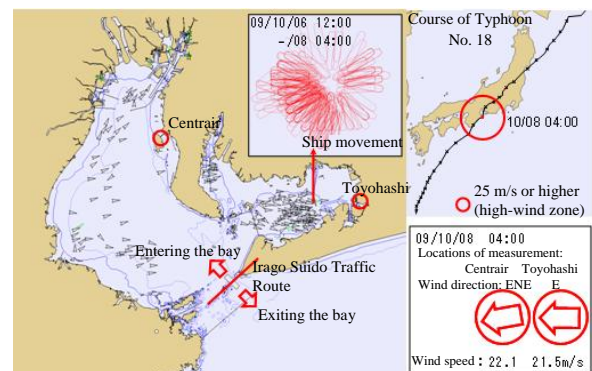 09/10/06 12:00
-/08 04:00
Ship movement
Centrair
Toyohashi
Entering the bay
Irago Suido Traffic
Route
Exiting the bay
Course of Typhoon
No. 18
10/08 04:00
25 m/s or higher
(high-wind zone)
09/10/08 04:00
Locations of measurement:
Centrair Toyohashi
Wind direction: ENE E
Wind speed : 22.1 21.5m/s